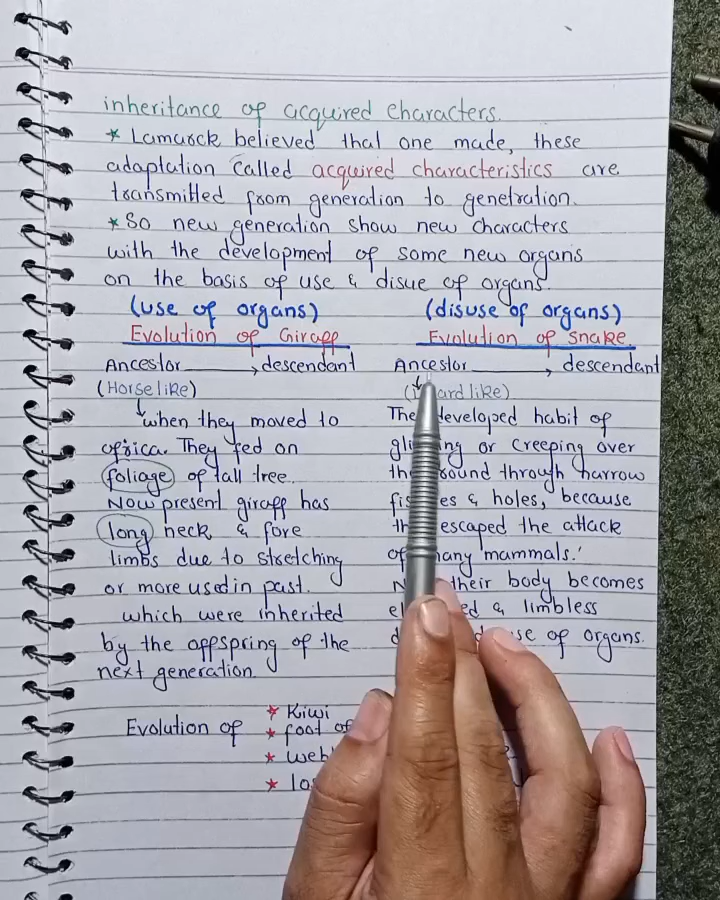 inheritance of acquired characters.
* Lamarck believed that one made, these
adaptation called acquired characteristics are
transmitted from generation to genetration.
* So new generation show new characters
with the development of some new organs
on the basis of use & disue of organs.
(use of organs) (disuse of organs)
Evolution of Giraff
Ancestor → descendant
(Horse like)
when they moved to
africa. They fed on
foliage of tall tree.
Now present giraff has
long neck & fore
limbs due to stretching
or more used in past.
which were inherited
by the offspring of the
next generation.
Evolution of Snake.
Ancestor → descendant
like)
The developed habit of
or creeping over
through narrow
& holes, because
escaped the attack
of many mammals.'
their body becomes
& limbless
of organs.
Evolution of * Kiwi
* foot of
*
*